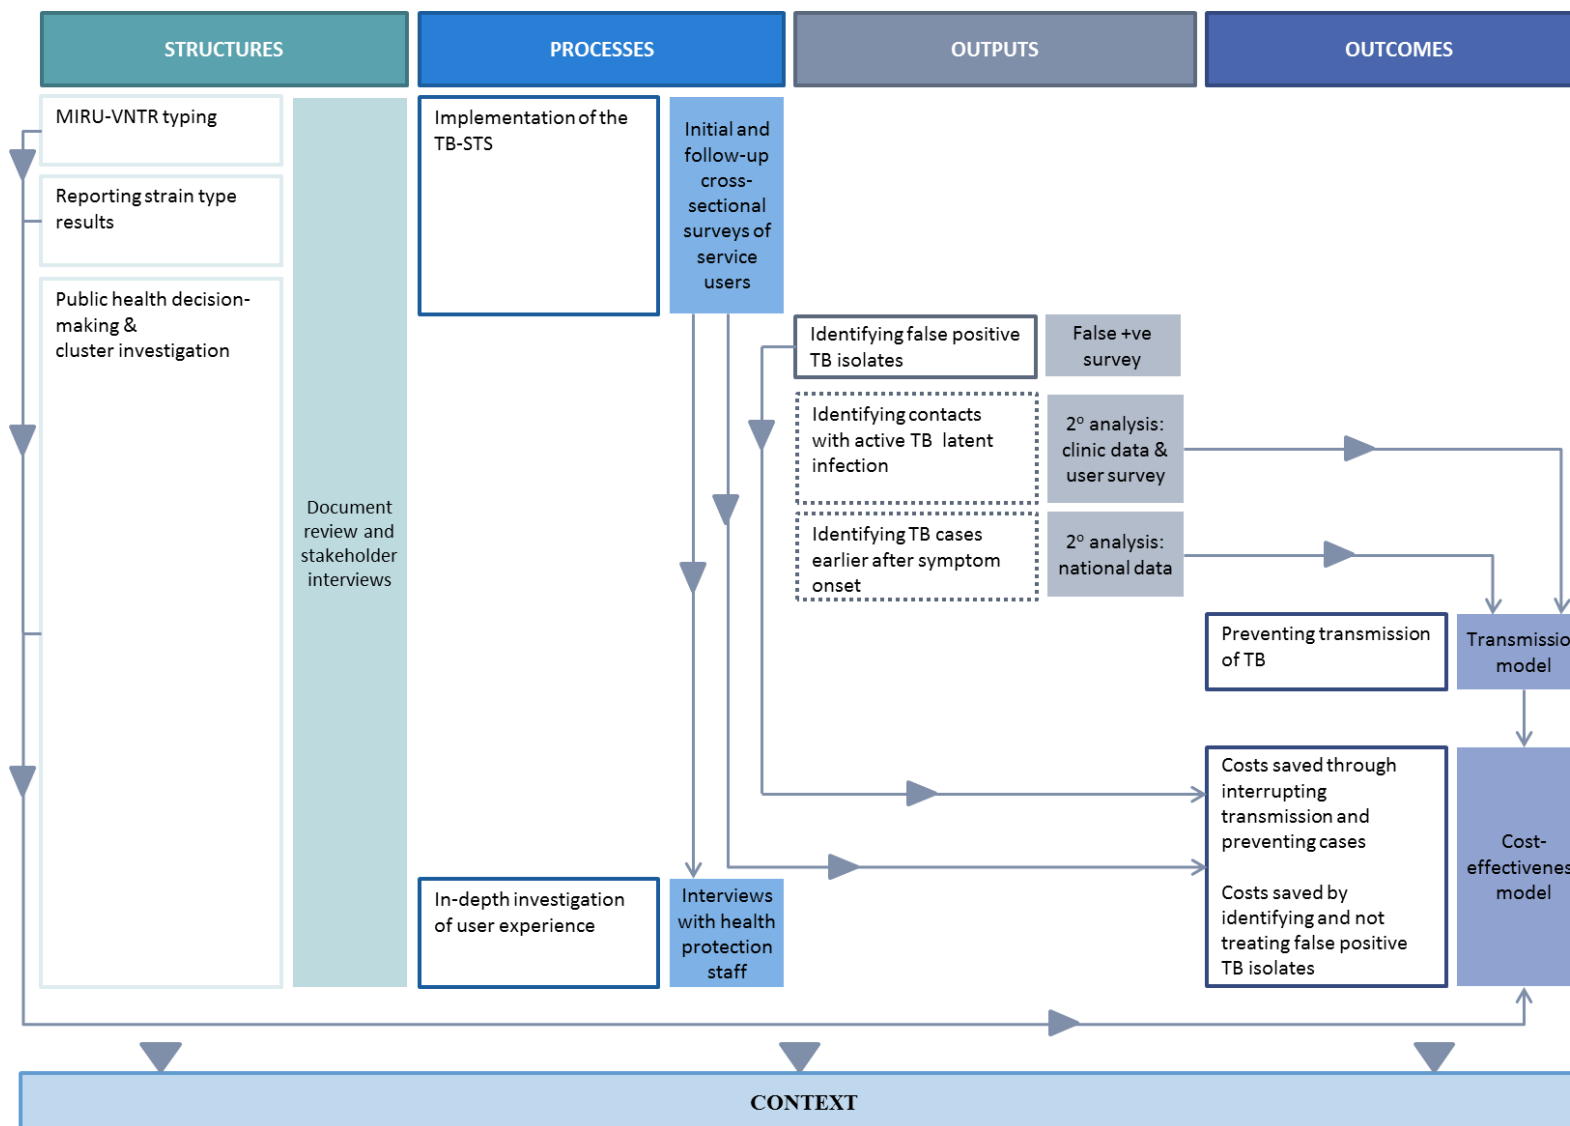 STRUCTURES
PROCESSES
OUTPUTS
OUTCOMES
MIRU-VNTR typing
Reporting strain type
results
Public health decision-
making &
cluster investigation
Document
review and
stakeholder
interviews
Implementation of the
TB-STS
Initial and
follow-up
cross-
sectional
surveys of
service
users
In-depth investigation
of user experience
Interviews
with health
protection
staff
Identifying false positive
TB isolates
False +ve
survey
Identifying contacts
with active TB latent
infection
2º analysis:
clinic data &
user survey
Identifying TB cases
earlier after symptom
onset
2º analysis:
national data
Preventing transmission
of TB
Transmissio
model
Costs saved through
interrupting
transmission and
preventing cases
Costs saved by
identifying and not
treating false positive
TB isolates
Cost-
effectivenes
model
CONTEXT